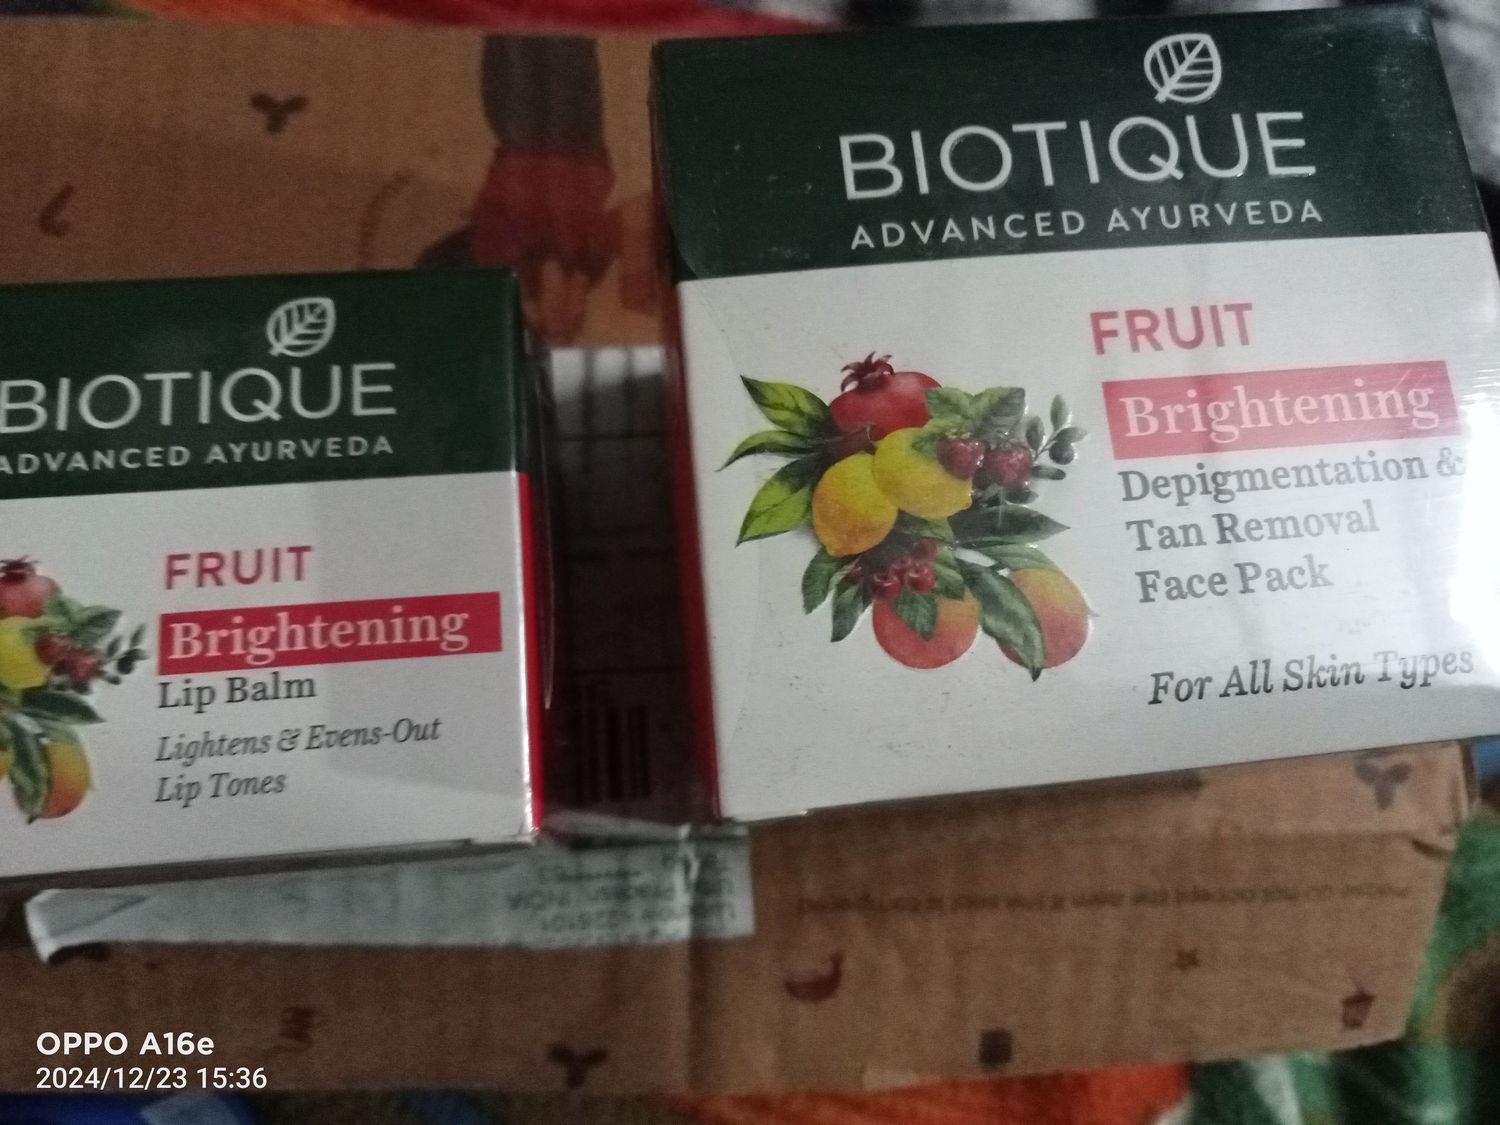 BIOTIQUE
ADVANCED AYURVEDA
FRUIT
Brightening
Lip Balm
Lightens & Evens-Out
Lip Tones
BIOTIQUE
ADVANCED AYURVEDA
FRUIT
Brightening
Depigmentation &
Tan Removal
Face Pack
For All Skin Types
INDIA
OPPO A16e
2024/12/23 15:36